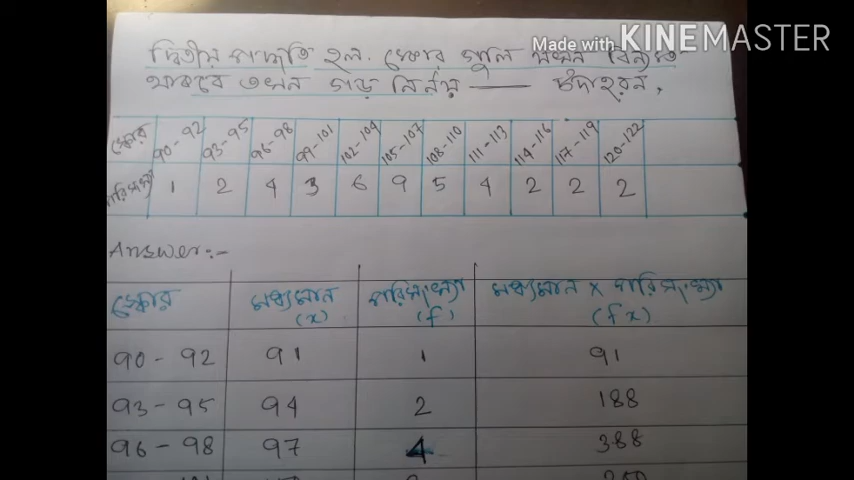 Made with KINEMASTER
দ্বিতীয় পদ্ধতি হল. স্কোর গুলি যখন বিন্যস্ত
থাকবে তখন গড় নির্নয় — উদাহরন,
স্কোর 90-92 93-95 96-98 99-101 102-104 105-107 108-110 111-113 114-116 117-119 120-122
পরিসংখ্যা 1 2 4 3 6 9 5 4 2 2 2
Answer:-
স্কোর মধ্যমান (x) পরিসংখ্যা (f) মধ্যমান x পরিসংখ্যা (fx)
90 - 92 91 1 91
93 - 95 94 2 188
96 - 98 97 4 388